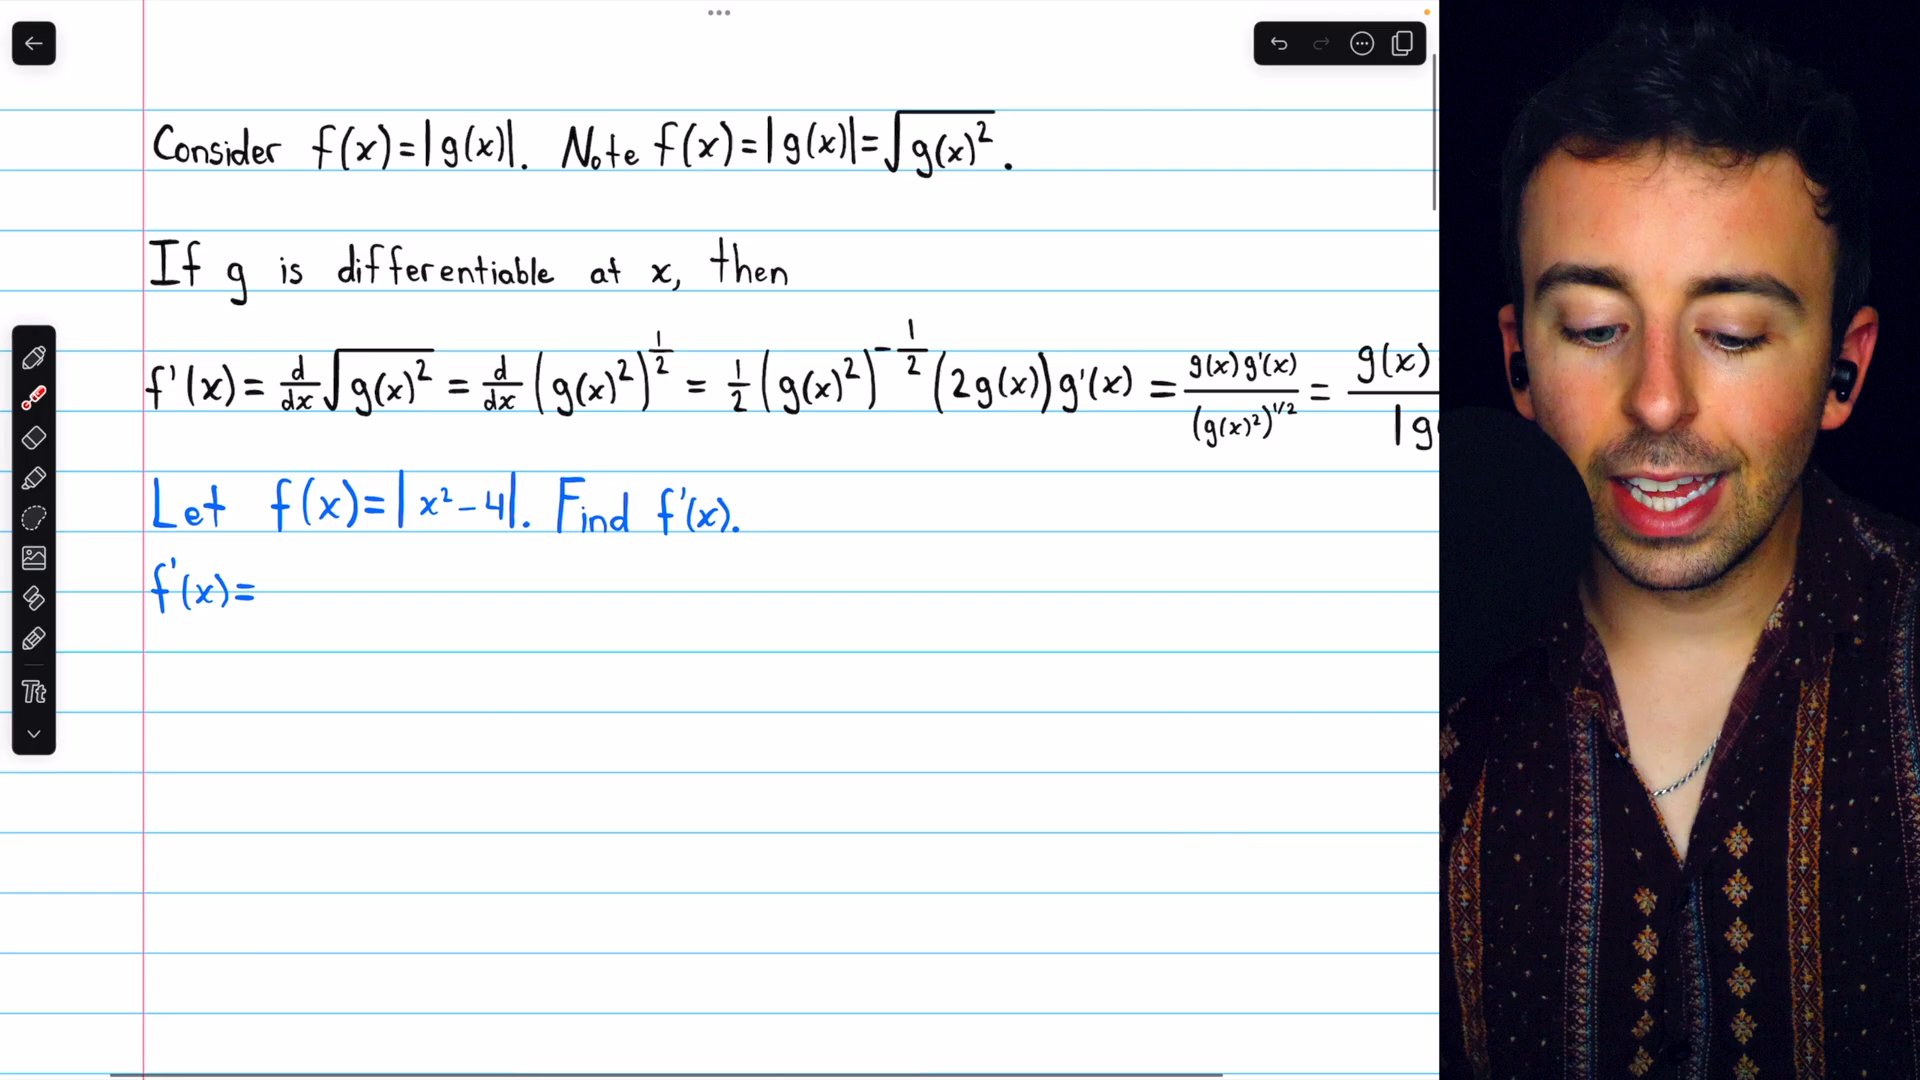 Consider f(x)=|g(x)|. Note f(x)=|g(x)|=√g(x)².
If g is differentiable at x, then
f'(x)= d/dx √g(x)² = d/dx (g(x)²)^1/2 = 1/2 (g(x)²)^-1/2 (2g(x))g'(x) = g(x)g'(x)/(g(x)²)^1/2 = g(x)/|g(
Let f(x)=|x²-4|. Find f'(x).
f'(x)=
Tt